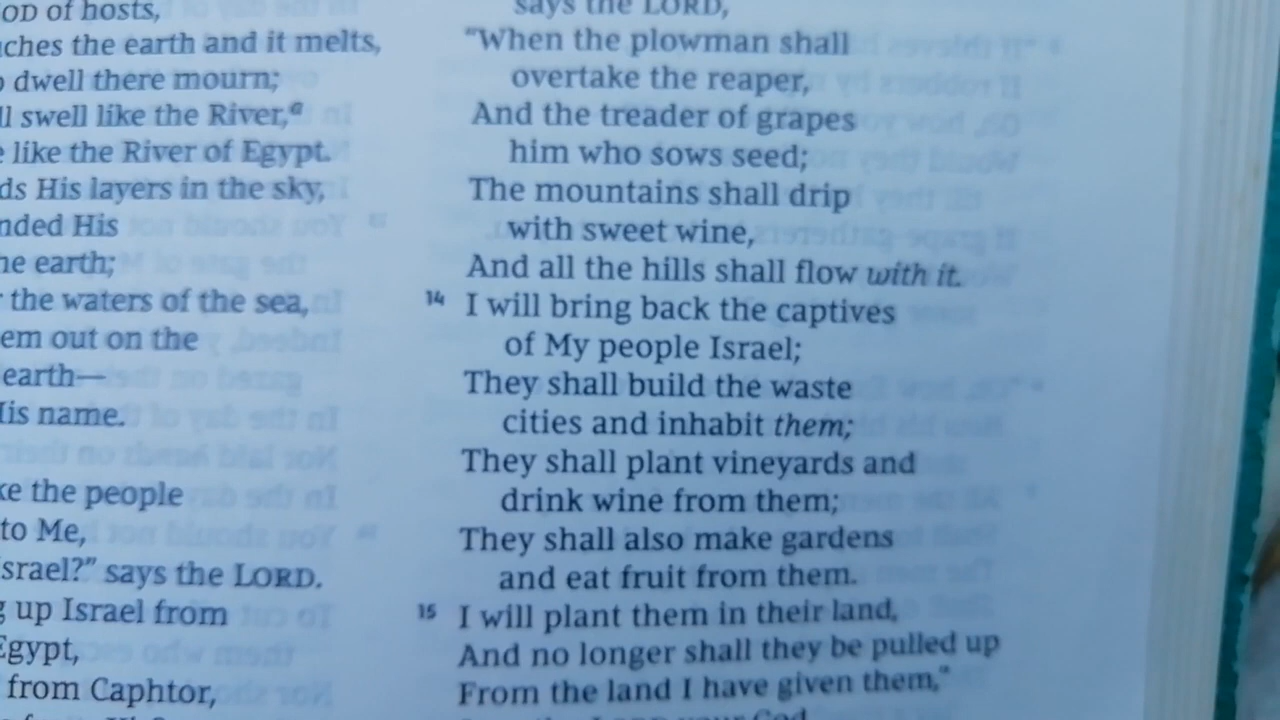 OD of hosts,
ches the earth and it melts,
dwell there mourn;
ll swell like the River,a
like the River of Egypt.
ds His layers in the sky,
nded His
he earth;
the waters of the sea,
em out on the
earth—
His name.
ke the people
to Me,
srael?” says the LORD.
g up Israel from
Egypt,
from Caphtor,
says the LORD,
“When the plowman shall
overtake the reaper,
And the treader of grapes
him who sows seed;
The mountains shall drip
with sweet wine,
And all the hills shall flow with it.
14 I will bring back the captives
of My people Israel;
They shall build the waste
cities and inhabit them;
They shall plant vineyards and
drink wine from them;
They shall also make gardens
and eat fruit from them.
15 I will plant them in their land,
And no longer shall they be pulled up
From the land I have given them,”